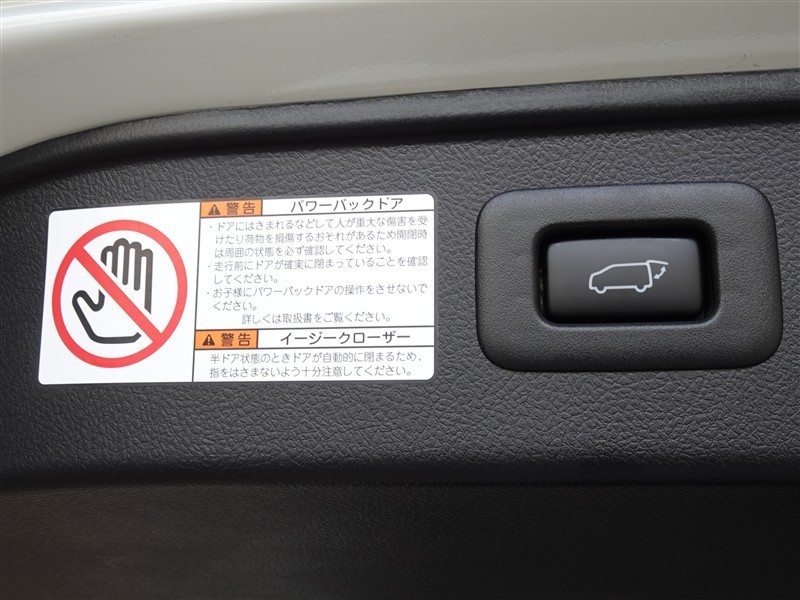 警告 パワーバックドア
・ドアにはさまれるなどして人が重大な傷害を受
けたり荷物を損傷するおそれがあるため開閉時
は周囲の状態を必ず確認してください。
・走行前にドアが確実に閉まっていることを確認
してください。
・お子様にパワーバックドアの操作をさせないで
ください。
詳しくは取扱書をご覧ください。
警告 イージークローザー
半ドア状態のときドアが自動的に閉まるため、
指をはさまないよう十分注意してください。